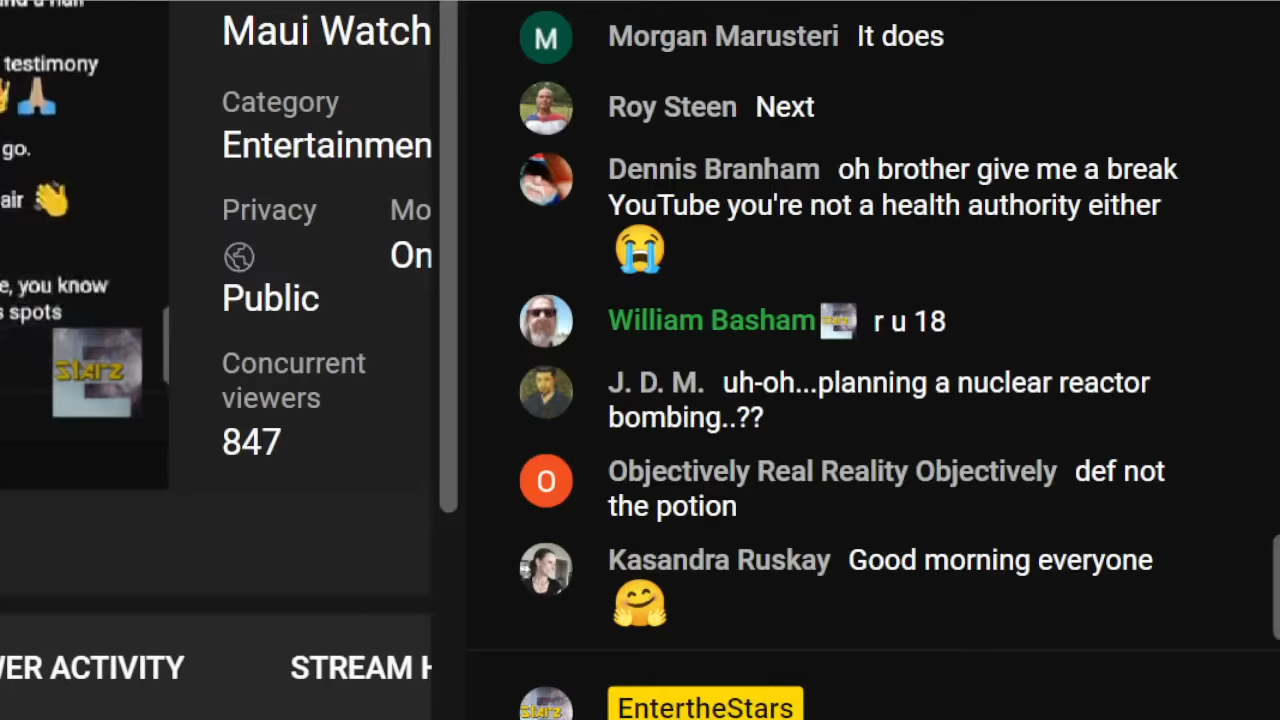 testimony
go.
air
e, you know
s spots
STARZ
Maui Watch
Category
Entertainmen
Privacy
Mo
On
Public
Concurrent
viewers
847
ER ACTIVITY
STREAM H
M
Morgan Marusteri It does
Roy Steen Next
Dennis Branham oh brother give me a break
YouTube you're not a health authority either
William Basham r u 18
J. D. M. uh-oh...planning a nuclear reactor
bombing..??
O
Objectively Real Reality Objectively def not
the potion
Kasandra Ruskay Good morning everyone
STARZ
EntertheStars